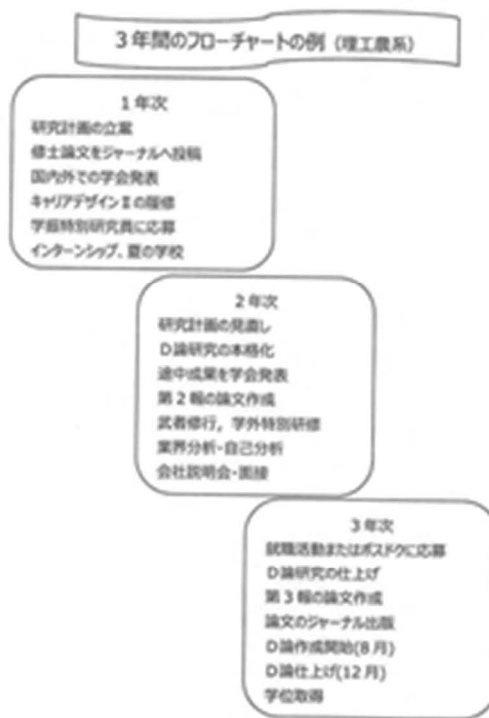 3年間のフローチャートの例（理工農系）
1年次
研究計画の立案
修士論文をジャーナルへ投稿
国内外での学会発表
キャリアデザインⅡの履修
学振特別研究員に応募
インターンシップ、夏の学校
2年次
研究計画の見直し
D論研究の本格化
途中成果を学会発表
第2報の論文作成
武者修行，学外特別研修
業界分析・自己分析
会社説明会・面接
3年次
就職活動またはポスドクに応募
D論研究の仕上げ
第3報の論文作成
論文のジャーナル出版
D論作成開始(8月)
D論仕上げ(12月)
学位取得